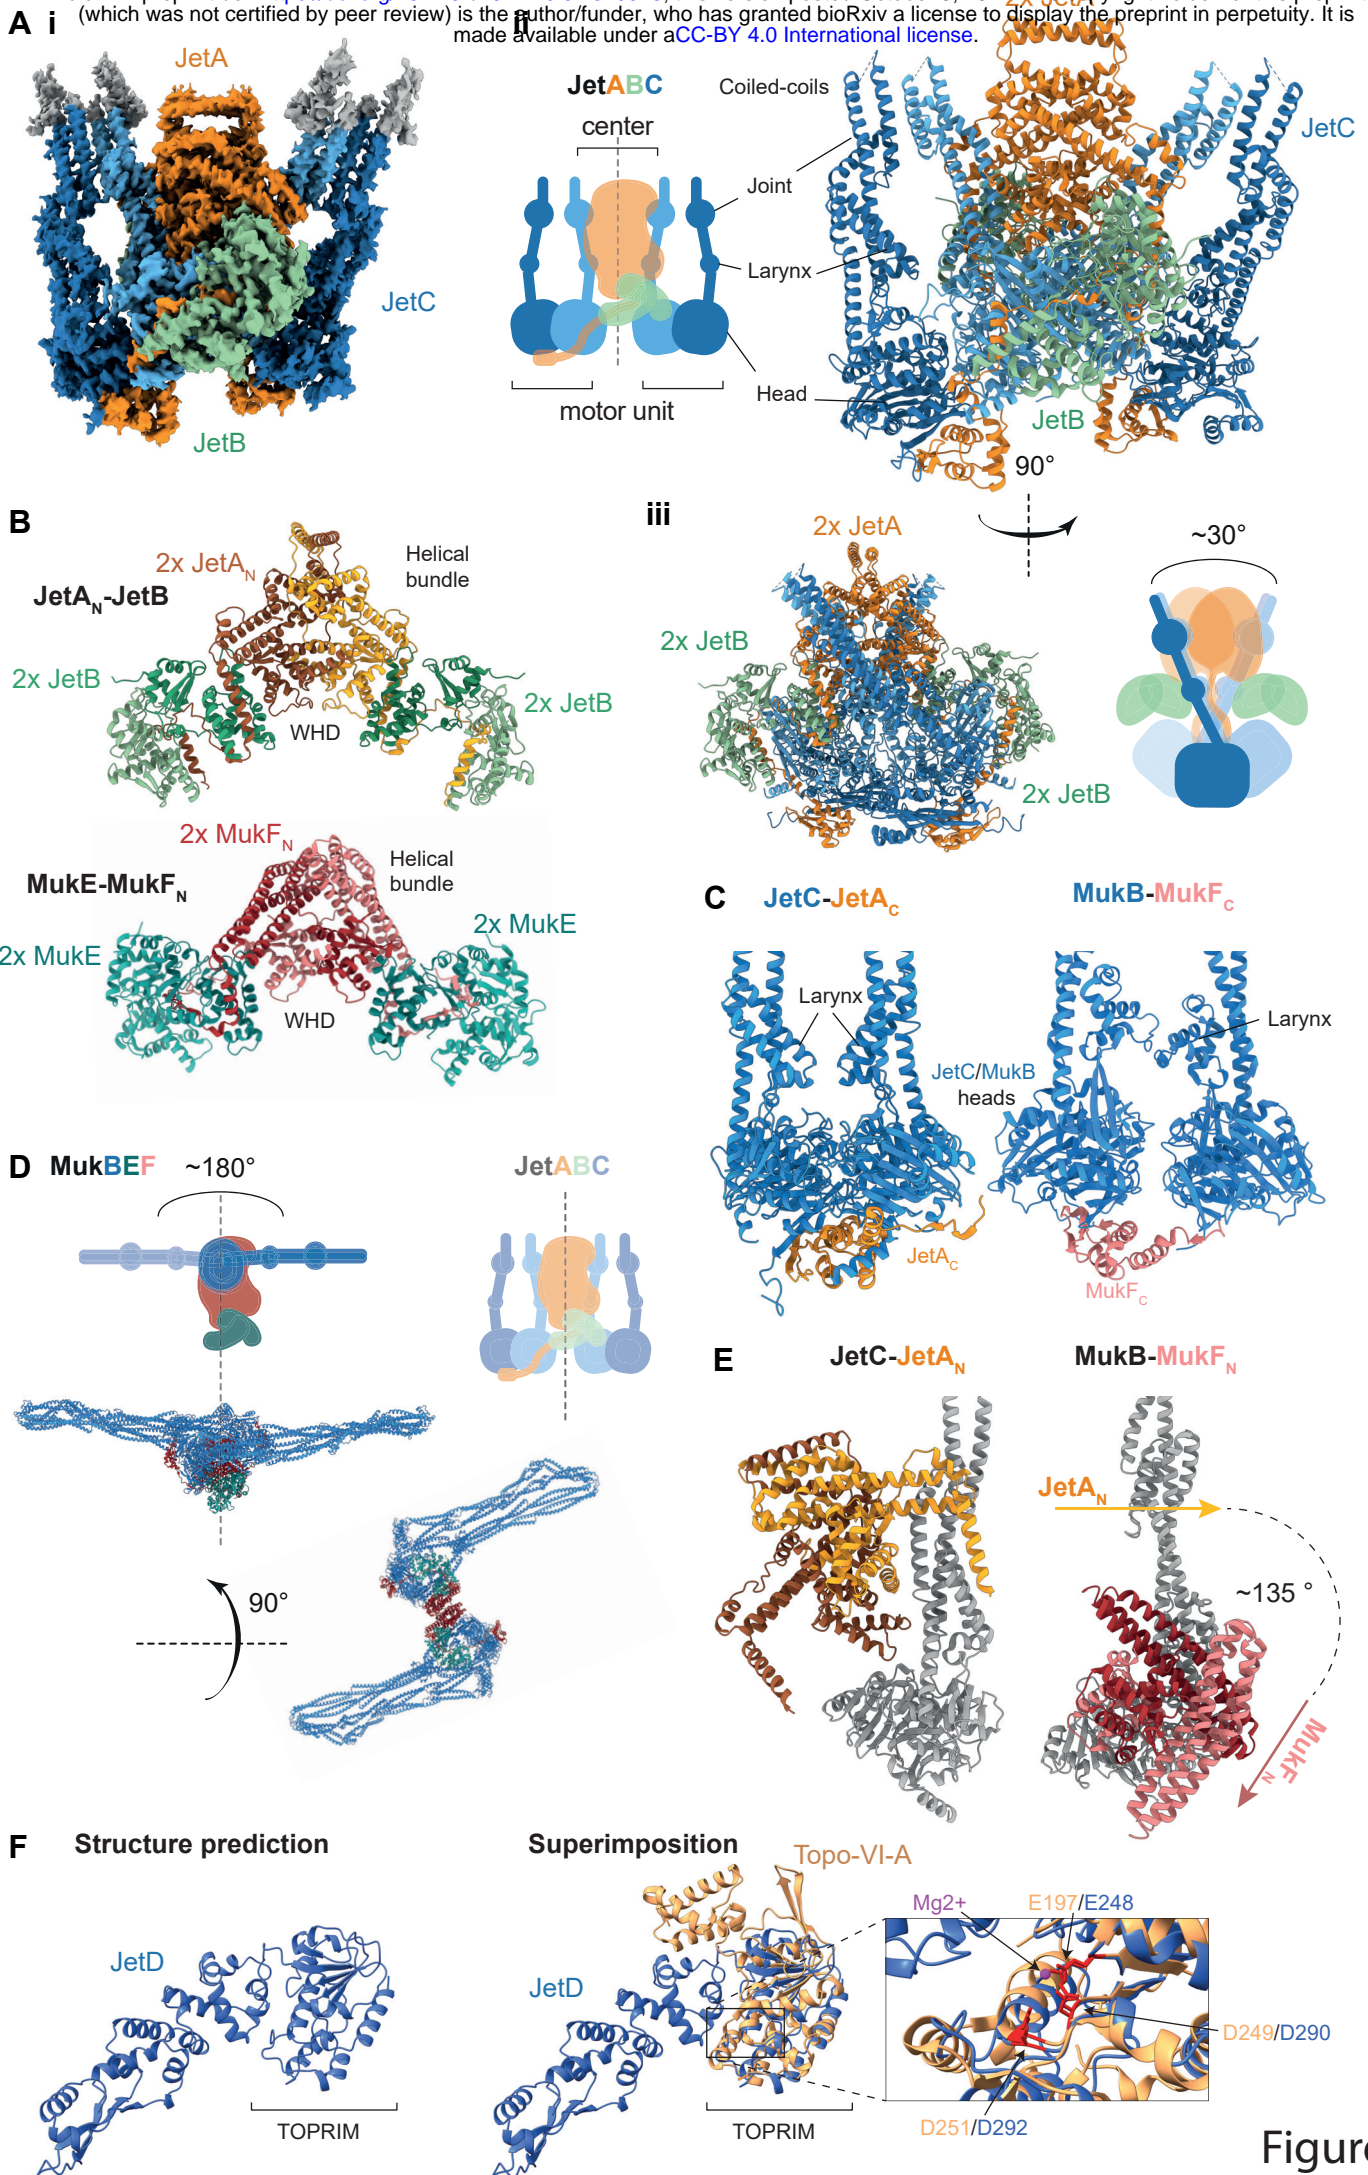 (which was not certified by peer review) is the author/funder, who has granted bioRxiv a license to display the preprint in perpetuity. It is
made available under aCC-BY 4.0 International license.
A i
ii
JetA
JetC
JetB
JetABC
center
motor unit
Coiled-coils
Joint
Larynx
Head
2x JetA
JetC
JetB
90°
B
JetAN-JetB
2x JetAN
Helical
bundle
2x JetB
2x JetB
WHD
MukE-MukFN
2x MukFN
Helical
bundle
2x MukE
2x MukE
WHD
iii
2x JetA
2x JetB
2x JetB
~30°
C
JetC-JetAC
MukB-MukFC
Larynx
Larynx
JetC/MukB
heads
JetAC
MukFC
D
MukBEF
~180°
JetABC
90°
E
JetC-JetAN
MukB-MukFN
JetAN
~135 °
MukFN
F
Structure prediction
Superimposition
JetD
TOPRIM
JetD
Topo-VI-A
TOPRIM
Mg2+
E197/E248
D249/D290
D251/D292